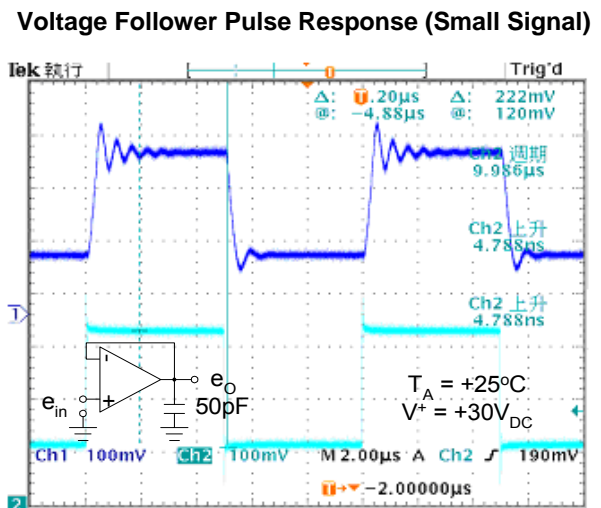 Voltage Follower Pulse Response (Small Signal)
Tek 執行 Trig'd
Δ: .20µs Δ: 222mV
@: −4.88µs @: 120mV
Ch2 週期
9.986µs
Ch2 上升
4.788ns
1
Ch2 上升
4.788ns
- e_O
e_in + 50pF
T_A = +25°C
V⁺ = +30V_DC
Ch1 100mV Ch2 100mV M 2.00µs A Ch2 190mV
T→▼ −2.00000µs
2